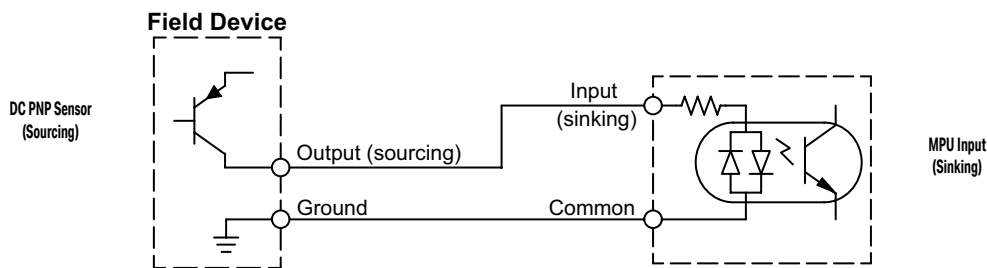 Field Device
DC PNP Sensor
(Sourcing)
Output (sourcing)
Ground
Input
(sinking)
Common
MPU Input
(Sinking)